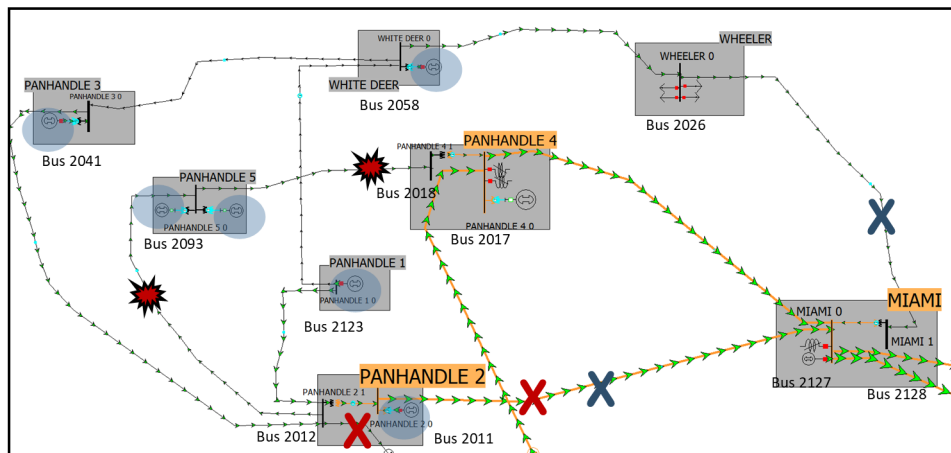 WHITE DEER 0
WHEELER
WHEELER 0
PANHANDLE 3
PANHANDLE 3 0
WHITE DEER
Bus 2058
Bus 2026
PANHANDLE 4
PANHANDLE 4 1
Bus 2041
PANHANDLE 5
Bus 2018
PANHANDLE 5 0
PANHANDLE 4 0
Bus 2093
Bus 2017
PANHANDLE 1
PANHANDLE 1 0
MIAMI
MIAMI 0
MIAMI 1
Bus 2123
PANHANDLE 2
Bus 2127
Bus 2128
PANHANDLE 2 1
PANHANDLE 2 0
Bus 2012
Bus 2011